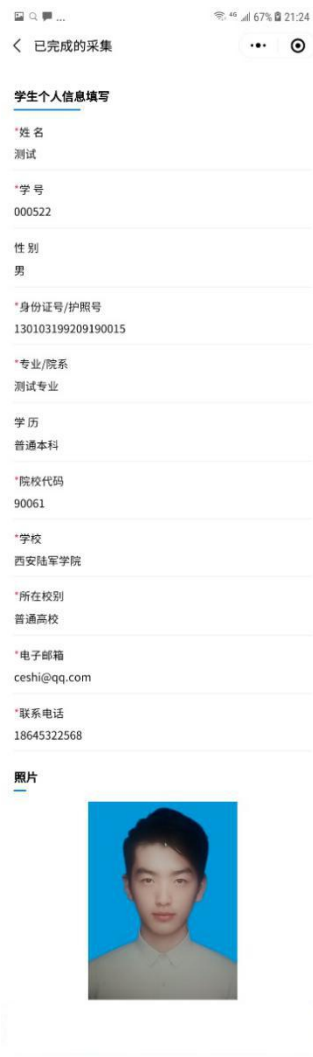 ... 46 67% 21:24
已完成的采集
学生个人信息填写
*姓 名
测试
*学 号
000522
性 别
男
*身份证号/护照号
130103199209190015
*专业/院系
测试专业
学 历
普通本科
*院校代码
90061
*学校
西安陆军学院
*所在校别
普通高校
*电子邮箱
ceshi@qq.com
*联系电话
18645322568
照片